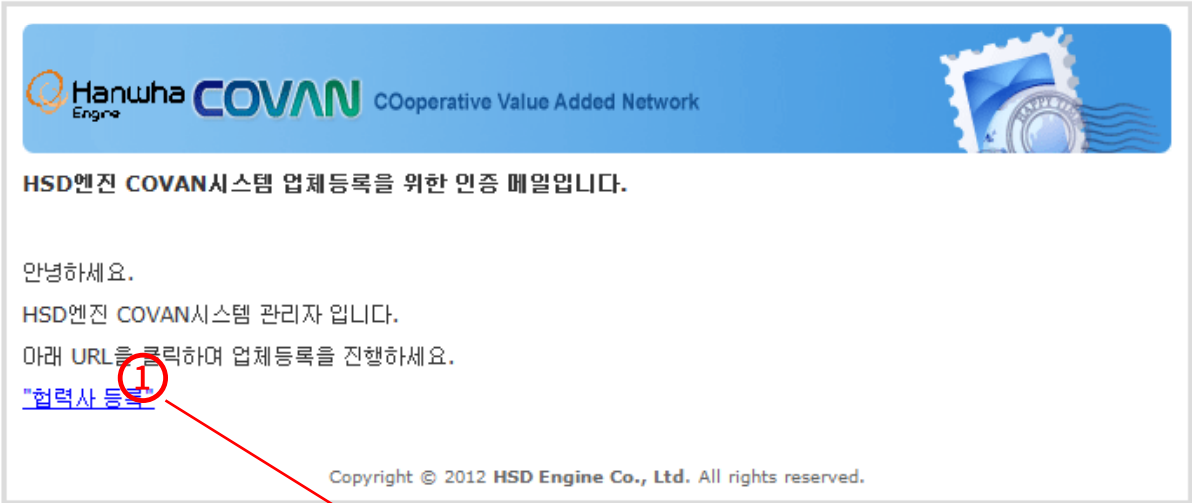 Hanwha Engine COVAN COoperative Value Added Network
HAPPY TIME
HSD엔진 COVAN시스템 업체등록을 위한 인증 메일입니다.
안녕하세요.
HSD엔진 COVAN시스템 관리자 입니다.
아래 URL을 클릭하여 업체등록을 진행하세요.
①
"협력사 등록"
Copyright © 2012 HSD Engine Co., Ltd. All rights reserved.